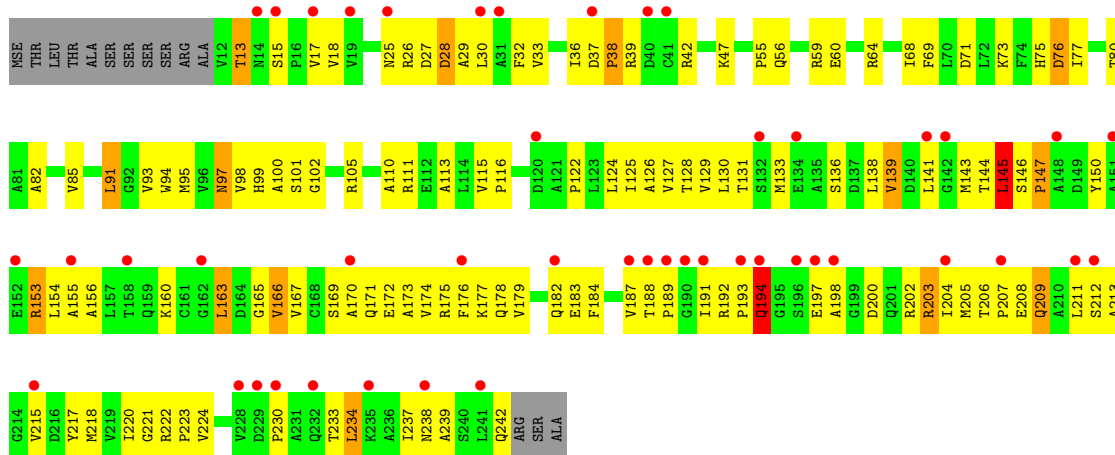 MSE THR LEU THR ALA SER SER SER SER ARG ALA V12 T13 N14 S15 P16 V17 V18 V19 N25 R26 D27 D28 A29 L30 A31 F32 V33 I36 D37 P38 R39 D40 C41 R42 K47 P55 Q56 R59 E60 R64 I68 F69 L70 D71 L72 K73 F74 H75 D76 I77 T80
A81 A82 V85 L91 G92 V93 W94 M95 V96 N97 V98 H99 A100 S101 G102 R105 A110 R111 E112 A113 L114 V115 P116 D120 A121 P122 L123 L124 I125 A126 V127 T128 V129 L130 T131 S132 M133 E134 A135 S136 D137 L138 V139 D140 L141 G142 M143 T144 L145 S146 P147 A148 D149 Y150 A151
E152 R153 L154 A155 A156 L157 T158 Q159 K160 C161 G162 L163 D164 G165 V166 V167 C168 S169 A170 Q171 E172 A173 V174 R175 F176 K177 Q178 V179 Q182 E183 F184 V187 T188 P189 G190 I191 R192 P193 Q194 G195 S196 E197 A198 G199 D200 Q201 R202 R203 I204 M205 T206 P207 E208 Q209 A210 L211 S212 A213
G214 V215 D216 Y217 M218 V219 I220 G221 R222 P223 V224 V228 D229 P230 A231 Q232 T233 L234 K235 A236 I237 N238 A239 S240 L241 Q242 ARG SER ALA